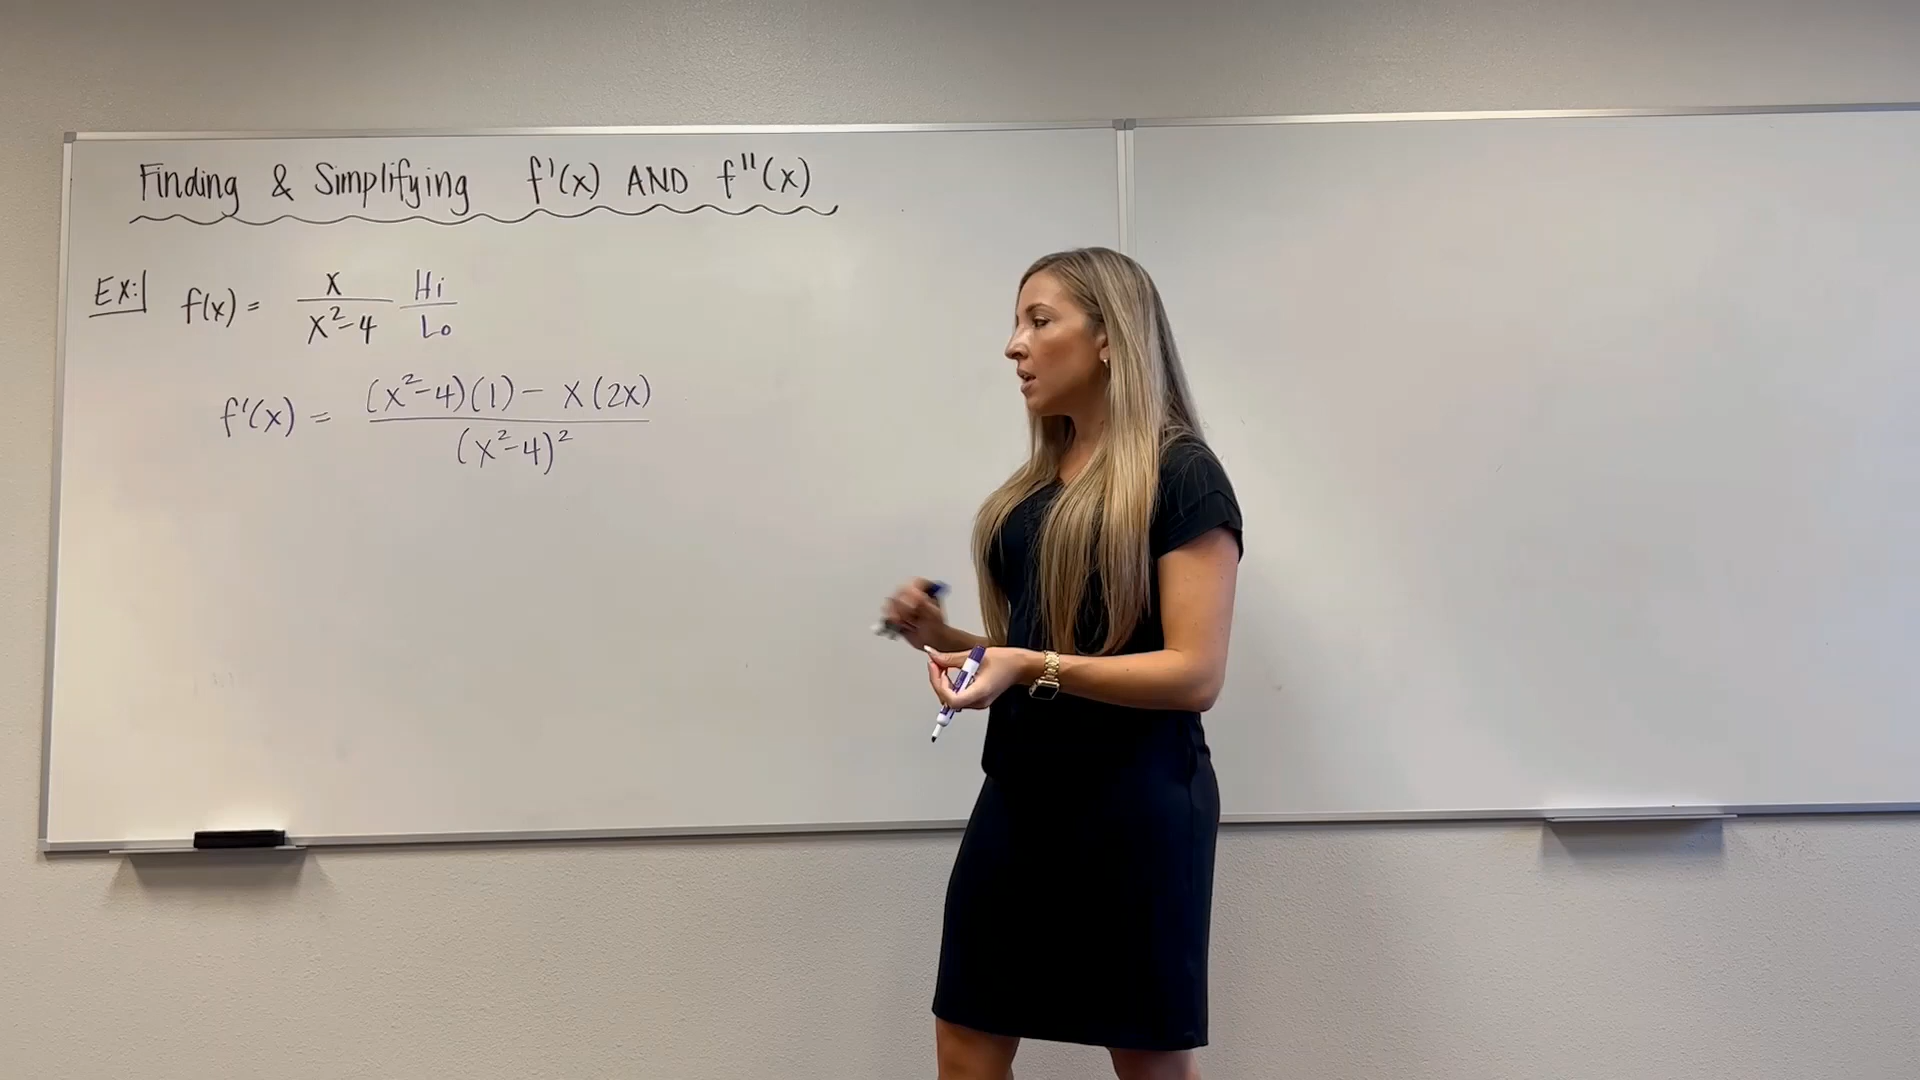 Finding & Simplifying f'(x) AND f"(x)
Ex: f(x) = x / x²-4 Hi / Lo
f'(x) = (x²-4)(1) - x(2x) / (x²-4)²